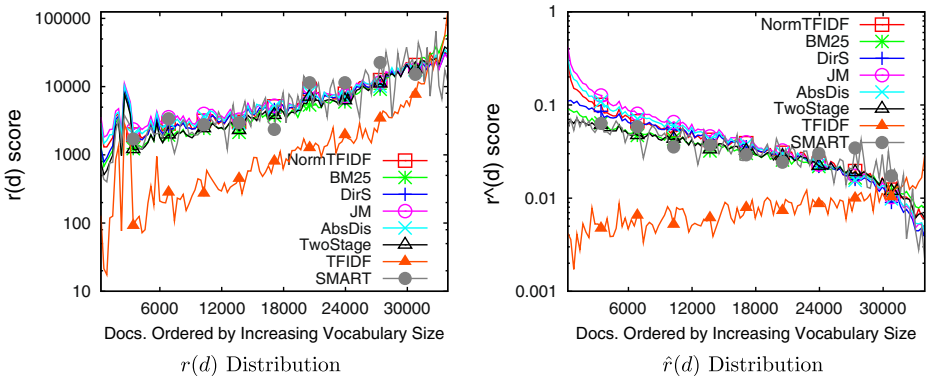 100000
10000
1000
100
10
r(d) score
NormTFIDF
BM25
DirS
JM
AbsDis
TwoStage
TFIDF
SMART
6000 12000 18000 24000 30000
Docs. Ordered by Increasing Vocabulary Size
r(d) Distribution
1
0.1
0.01
0.001
r^(d) score
NormTFIDF
BM25
DirS
JM
AbsDis
TwoStage
TFIDF
SMART
6000 12000 18000 24000 30000
Docs. Ordered by Increasing Vocabulary Size
r̂(d) Distribution